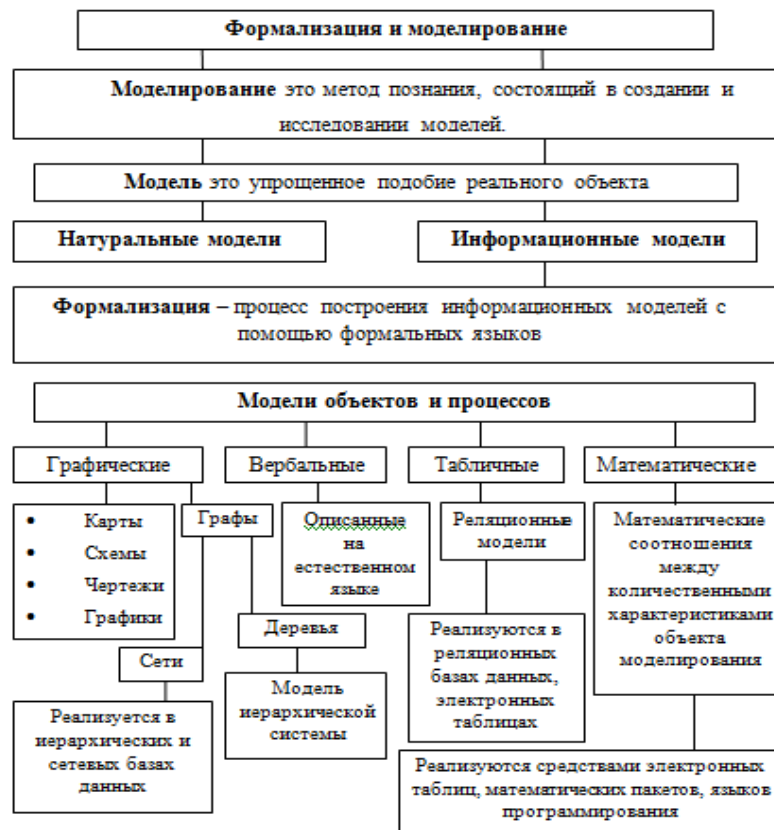 Формализация и моделирование
Моделирование это метод познания, состоящий в создании и
исследовании моделей.
Модель это упрощенное подобие реального объекта
Натуральные модели
Информационные модели
Формализация – процесс построения информационных моделей с
помощью формальных языков
Модели объектов и процессов
Графические
Вербальные
Табличные
Математические
• Карты
• Схемы
• Чертежи
• Графики
Графы
Описанные
на
естественном
языке
Реляционные
модели
Математические
соотношения
между
количественными
характеристиками
объекта
моделирования
Сети
Деревья
Реализуются в
реляционных
базах данных,
электронных
таблицах
Реализуется в
иерархических и
сетевых базах
данных
Модель
иерархической
системы
Реализуются средствами электронных
таблиц, математических пакетов, языков
программирования